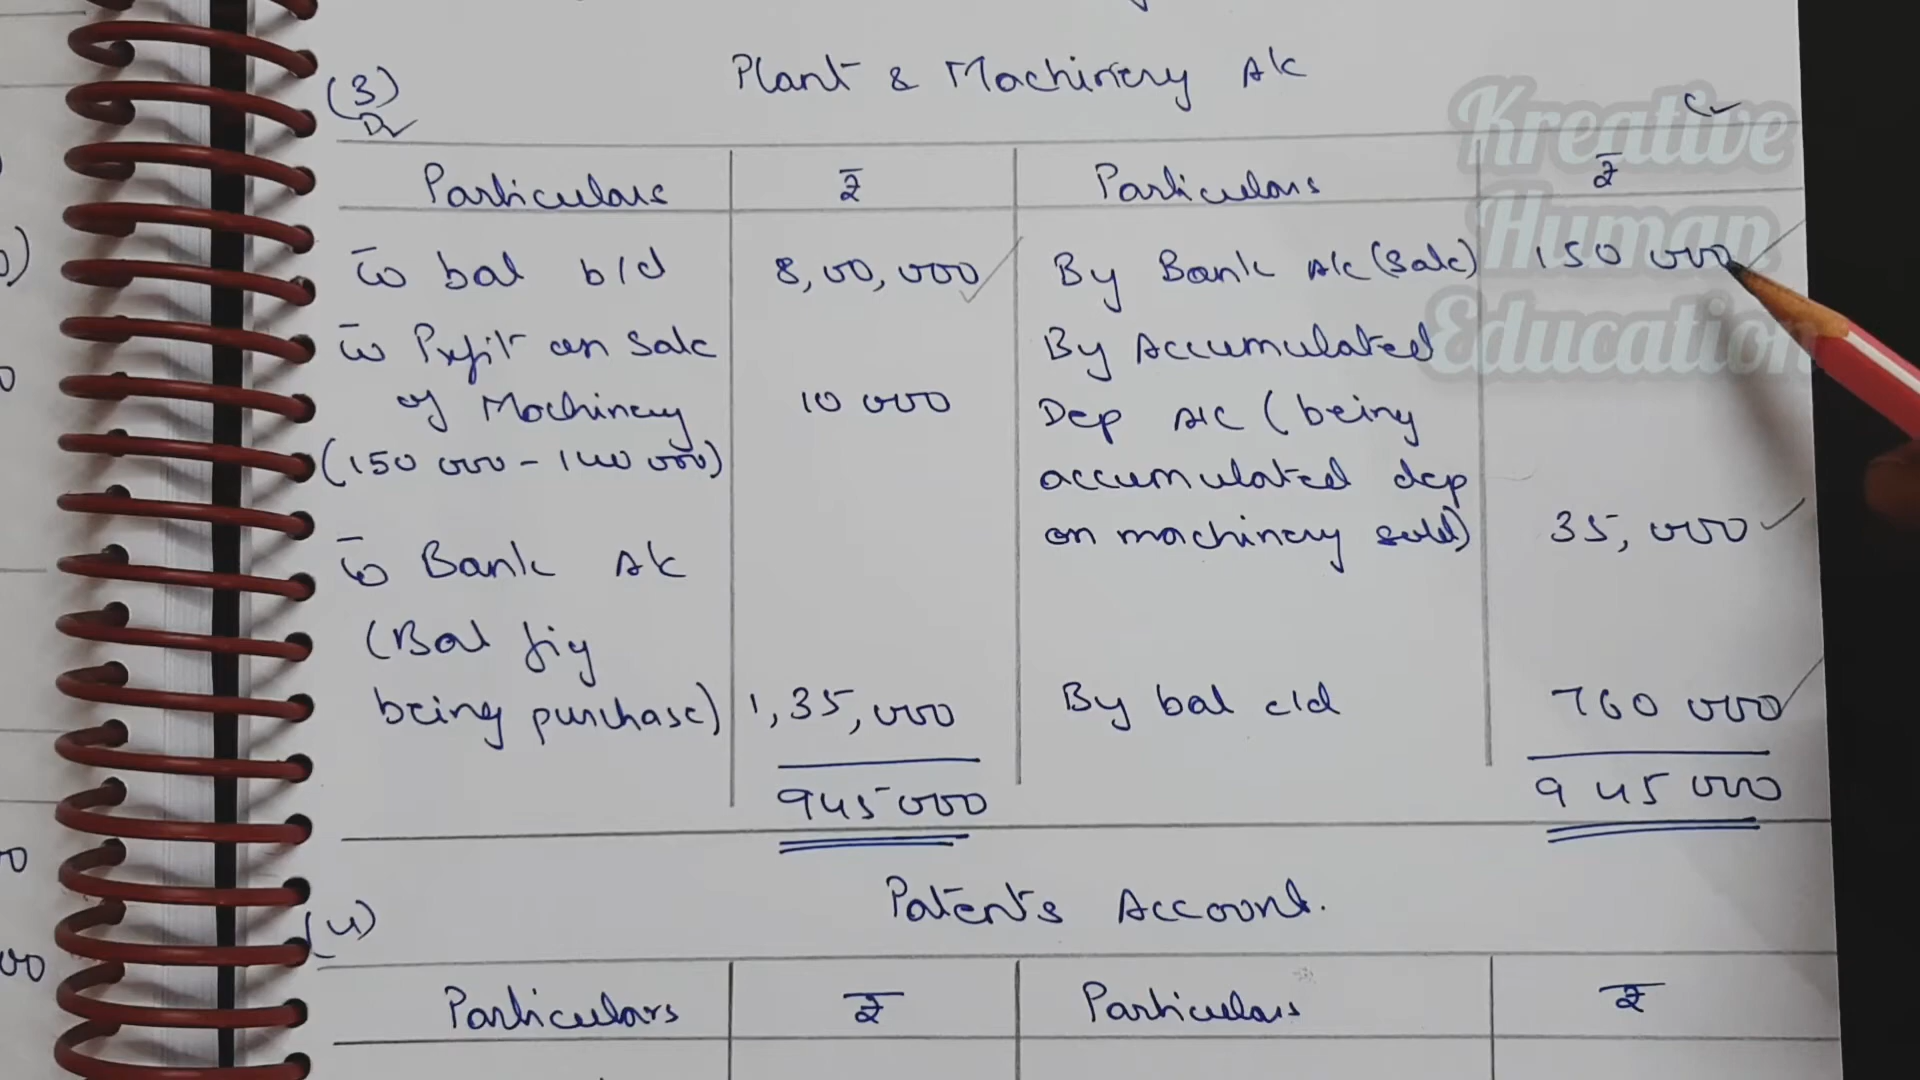 (3)
Plant & Machinery A/c
Dr
Cr
Particulars ₹ Particulars ₹
To bal b/d 8,00,000 By Bank A/c (Sale) 150 000
To Profit on Sale By Accumulated
of Machinery 10 000 Dep A/C (being
(150 000 - 140 000) accumulated dep
on machinery sold) 35,000
To Bank A/c
(Bal fig
being purchase) 1,35,000 By bal c/d 760 000
945000 945 000
(4)
Patents Account.
Particulars ₹ Particulars ₹
Kreative
Human
Education